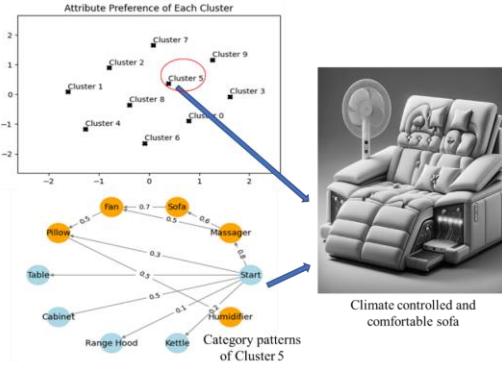 Attribute Preference of Each Cluster
2
1
0
−1
−2
−2
−1
0
1
2
Cluster 7
Cluster 9
Cluster 2
Cluster 5
Cluster 1
Cluster 3
Cluster 8
Cluster 0
Cluster 4
Cluster 6
Fan
0.7
Sofa
0.5
0.5
0.6
Pillow
Massager
0.3
0.8
Table
0.5
Start
0.5
Cabinet
0.1
Humidifier
Range Hood
Kettle
Category patterns
of Cluster 5
Climate controlled and
comfortable sofa